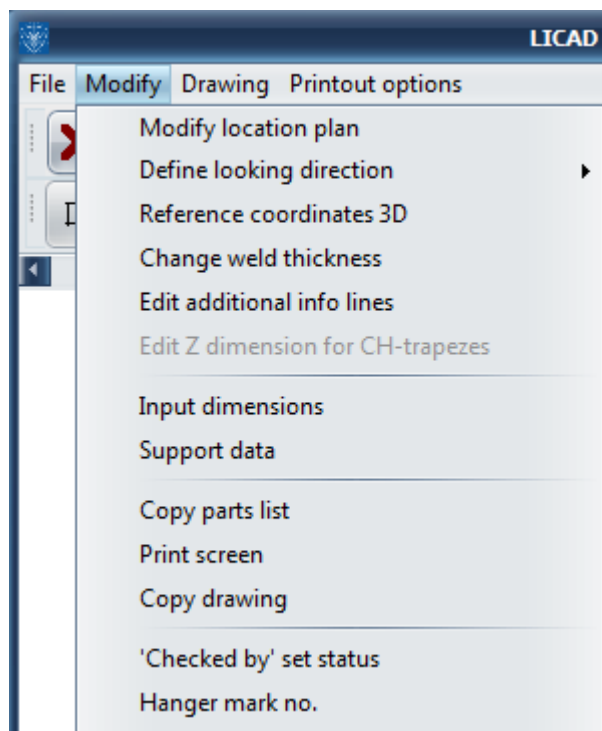 LICAD
File Modify Drawing Printout options
Modify location plan
Define looking direction
Reference coordinates 3D
Change weld thickness
Edit additional info lines
Edit Z dimension for CH-trapezes
Input dimensions
Support data
Copy parts list
Print screen
Copy drawing
'Checked by' set status
Hanger mark no.